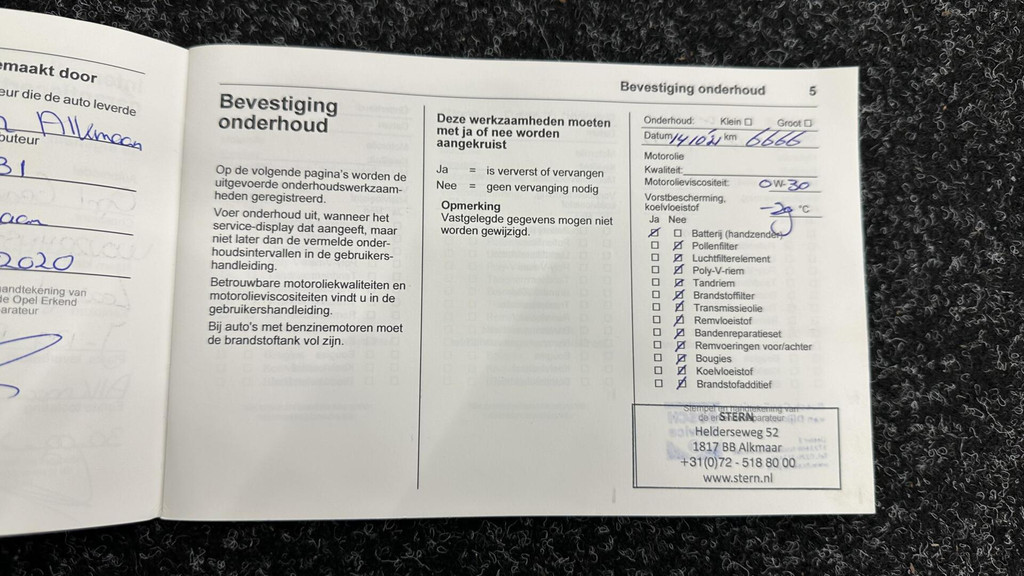 emaakt door
eur die de auto leverde
Alkmaar
buteur
31
2020
andtekening van
de Opel Erkend
arateur
Bevestiging onderhoud 5
Bevestiging
onderhoud
Op de volgende pagina's worden de
uitgevoerde onderhoudswerkzaam-
heden geregistreerd.
Voer onderhoud uit, wanneer het
service-display dat aangeeft, maar
niet later dan de vermelde onder-
houdsintervallen in de gebruikers-
handleiding.
Betrouwbare motoroliekwaliteiten en
motorolieviscositeiten vindt u in de
gebruikershandleiding.
Bij auto's met benzinemotoren moet
de brandstoftank vol zijn.
Deze werkzaamheden moeten
met ja of nee worden
aangekruist
Ja = is ververst of vervangen
Nee = geen vervanging nodig
Opmerking
Vastgelegde gegevens mogen niet
worden gewijzigd.
Onderhoud: Klein Groot
Datum 14/10/21 km 6666
Motorolie
Kwaliteit:
Motorolieviscositeit: 0W-30
Vorstbescherming,
koelvloeistof °C
Ja Nee
Batterij (handzender)
Pollenfilter
Luchtfilterelement
Poly-V-riem
Tandriem
Brandstoffilter
Transmissieolie
Remvloeistof
Bandenreparatieset
Remvoeringen voor/achter
Bougies
Koelvloeistof
Brandstofadditief
Stempel en handtekening van
STERN
Helderseweg 52
1817 BB Alkmaar
+31(0)72 - 518 80 00
www.stern.nl